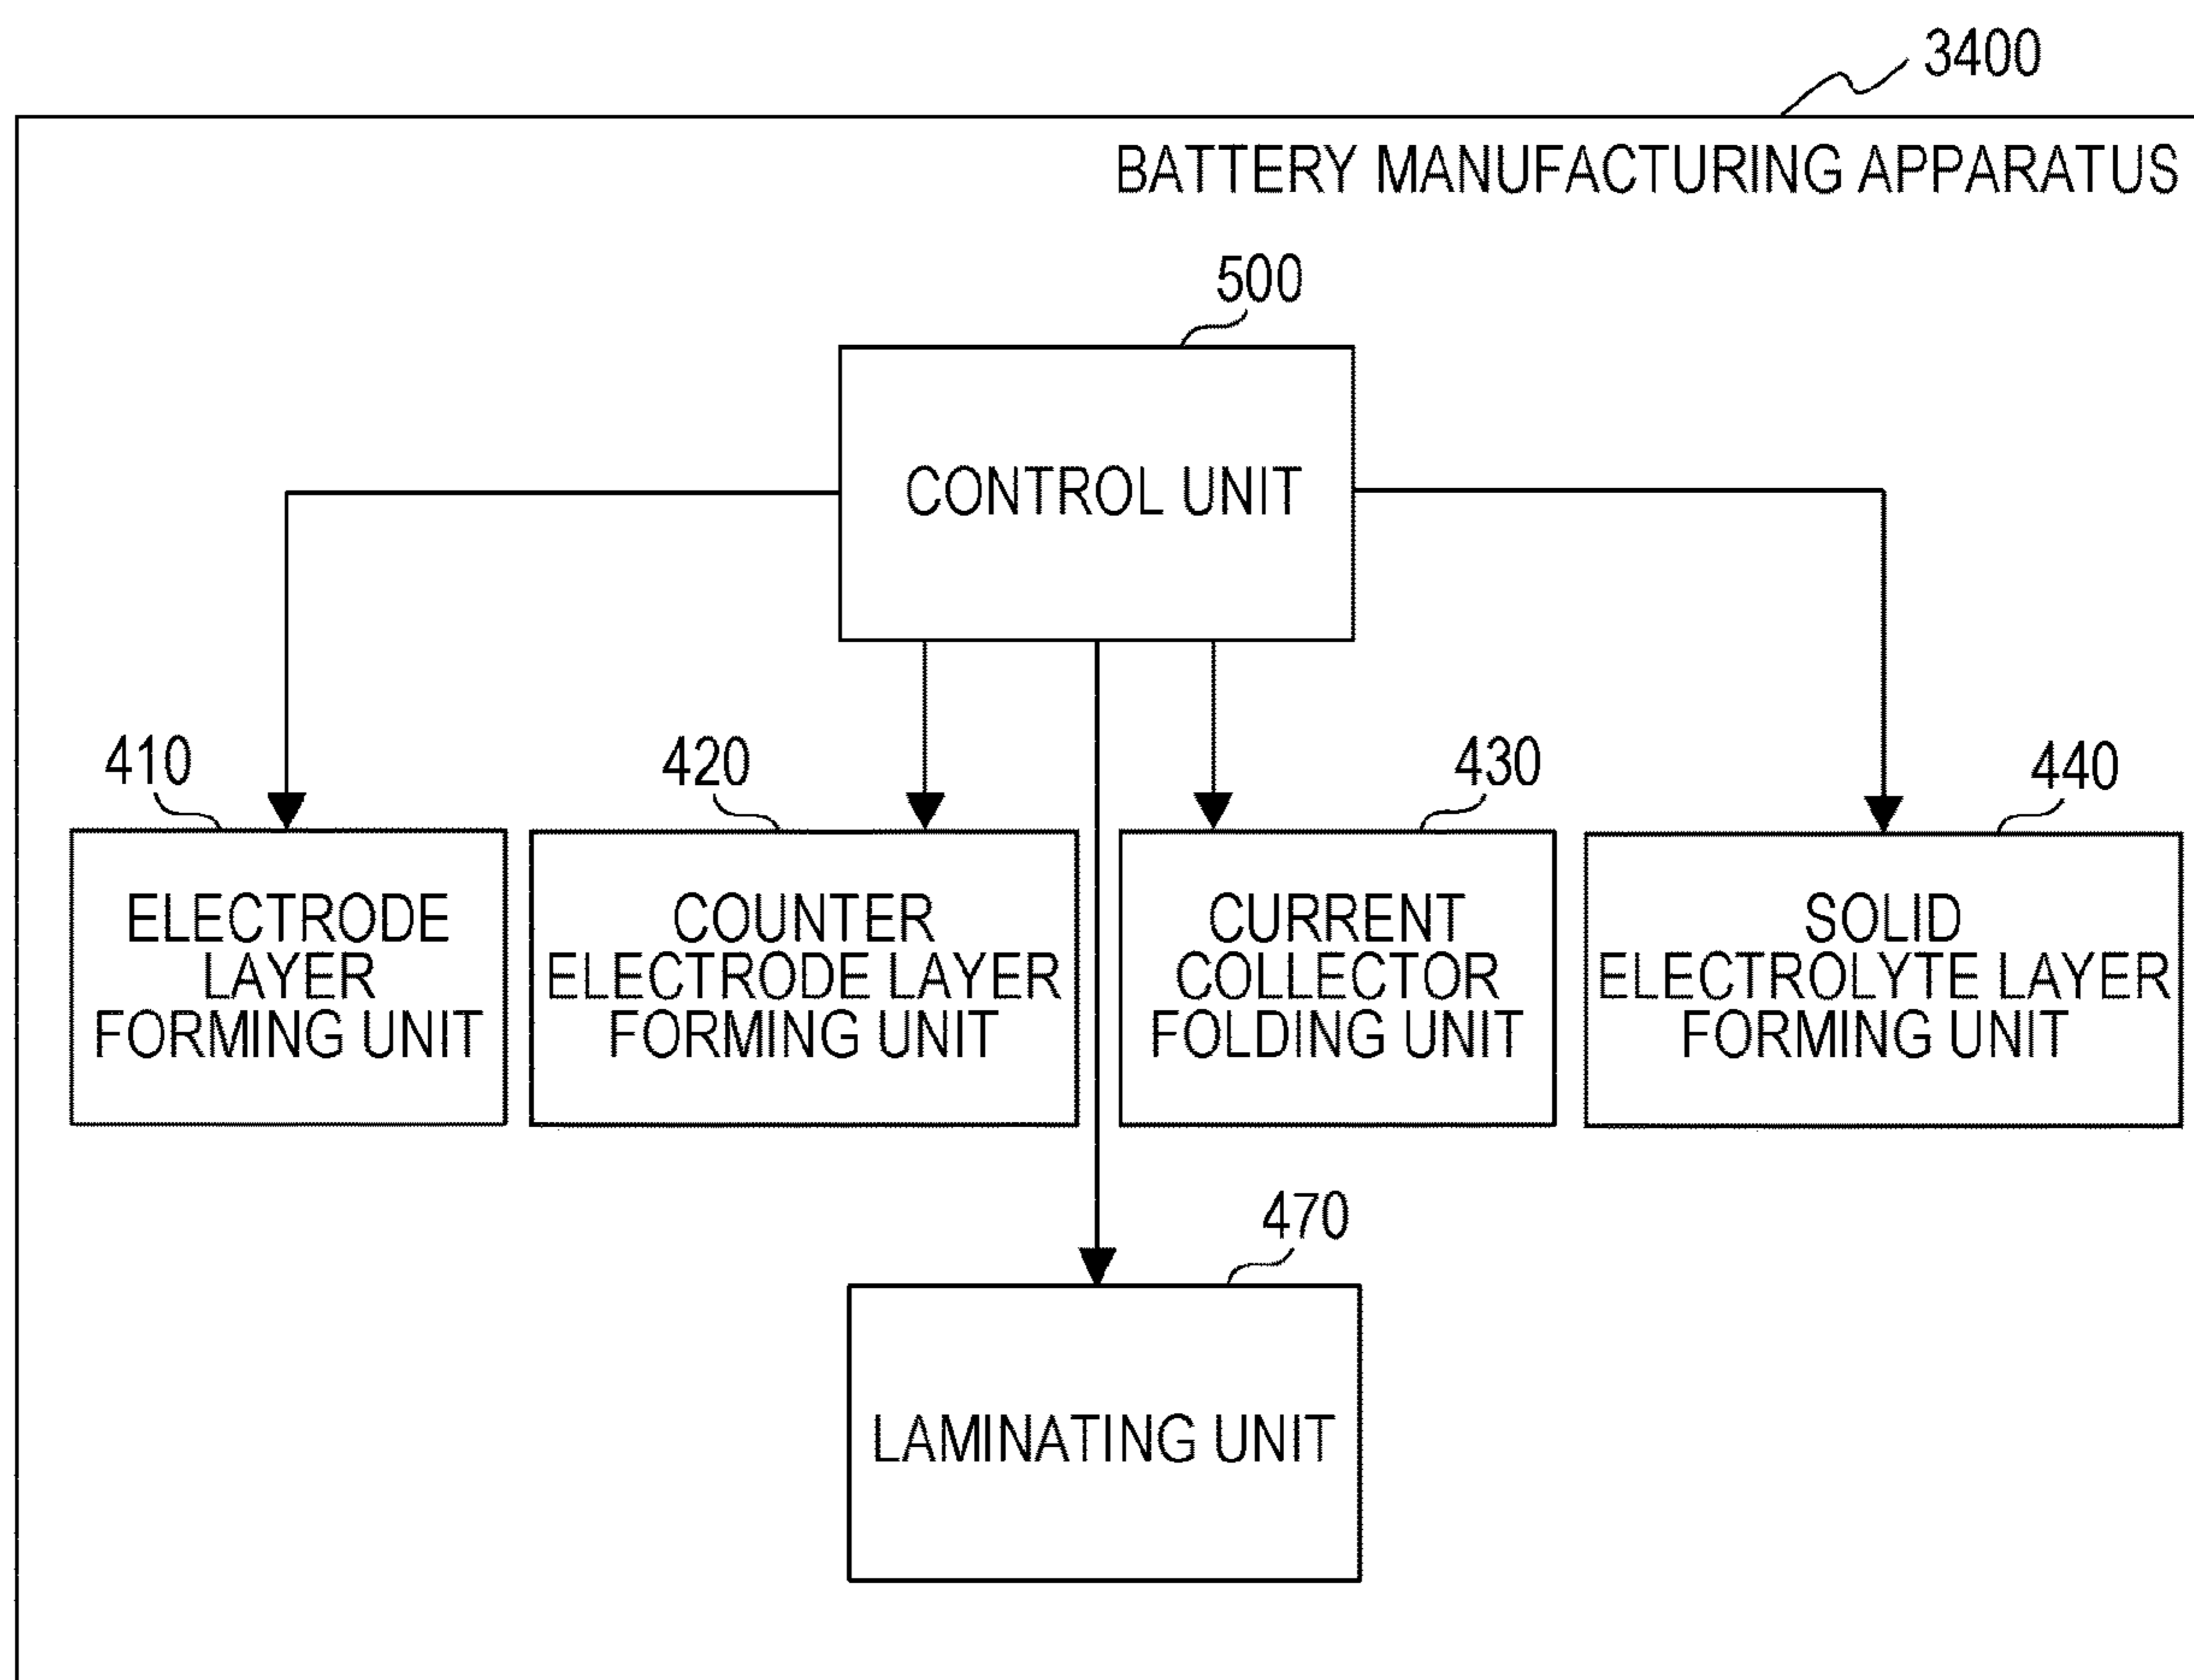 3400
BATTERY MANUFACTURING APPARATUS
500
CONTROL UNIT
410
420
430
440
ELECTRODE
LAYER
FORMING UNIT
COUNTER
ELECTRODE LAYER
FORMING UNIT
CURRENT
COLLECTOR
FOLDING UNIT
SOLID
ELECTROLYTE LAYER
FORMING UNIT
470
LAMINATING UNIT